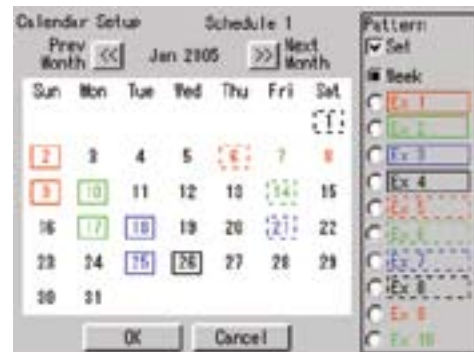 Calendar Setup Schedule 1
Prev Month << Jan 2005 >> Next Month
Sun Mon Tue Wed Thu Fri Sat
1
2 3 4 5 6 7 8
9 10 11 12 13 14 15
16 17 18 19 20 21 22
23 24 25 26 27 28 29
30 31
OK Cancel
Pattern
Set
Week
Ex 1
Ex 2
Ex 3
Ex 4
Ex 5
Ex 6
Ex 7
Ex 8
Ex 9
Ex 10